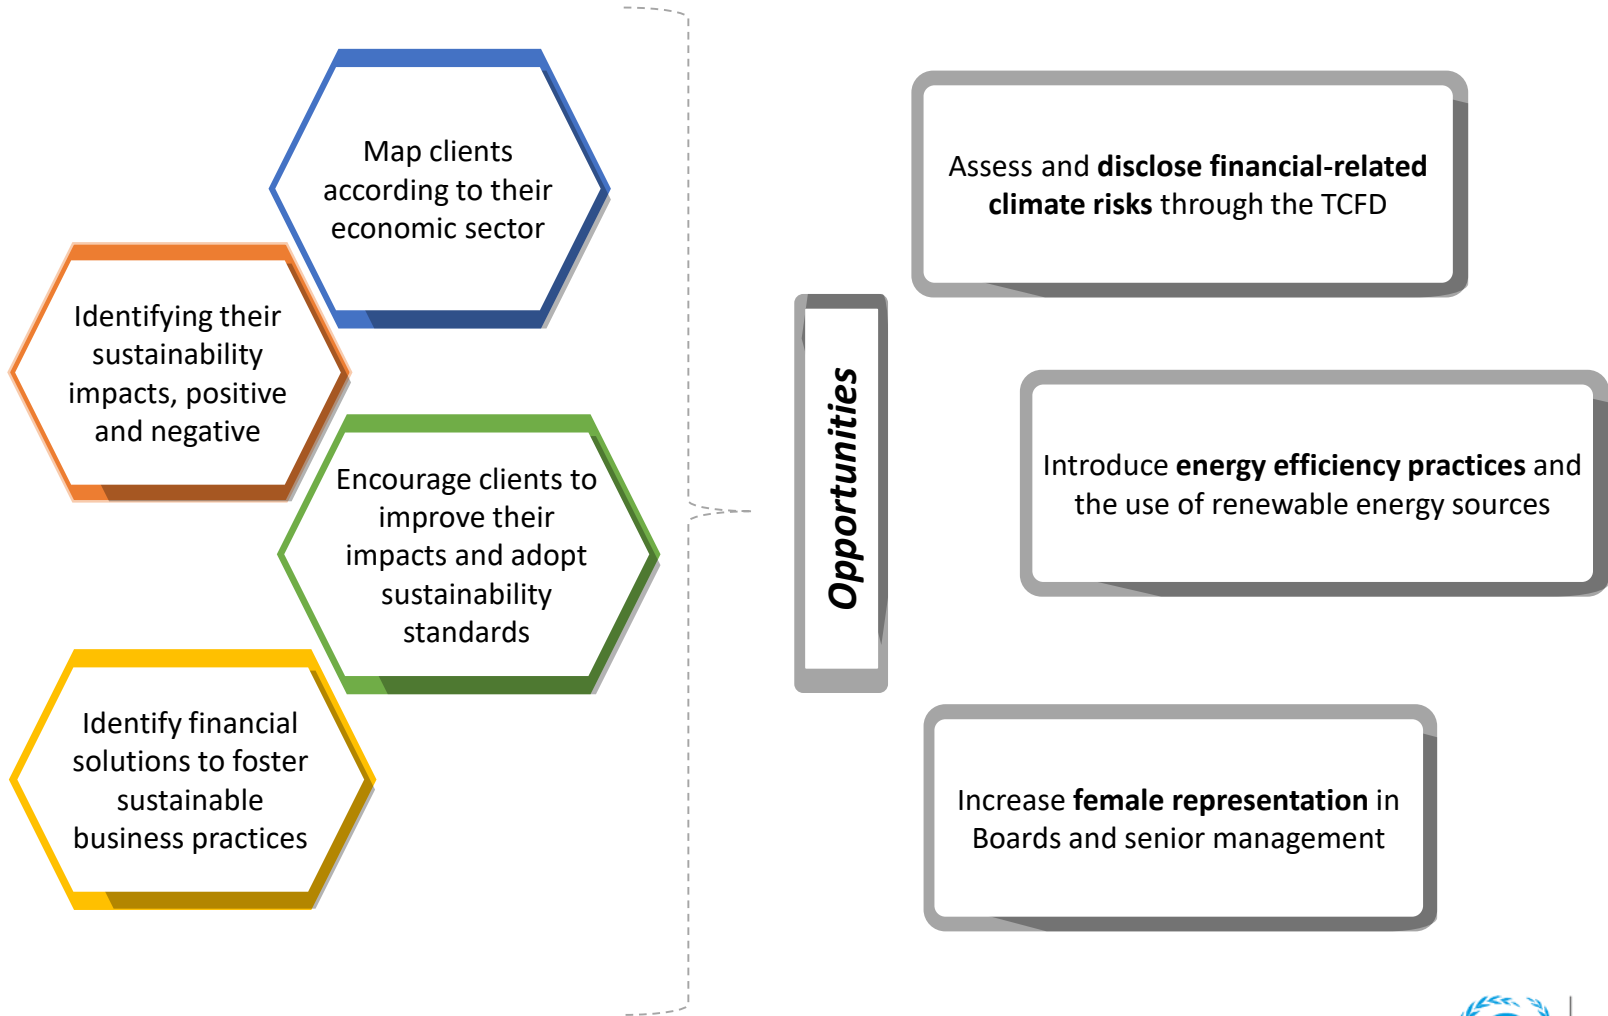 Map clients
according to their
economic sector
Identifying their
sustainability
impacts, positive
and negative
Encourage clients to
improve their
impacts and adopt
sustainability
standards
Identify financial
solutions to foster
sustainable
business practices
Opportunities
Assess and disclose financial-related
climate risks through the TCFD
Introduce energy efficiency practices and
the use of renewable energy sources
Increase female representation in
Boards and senior management